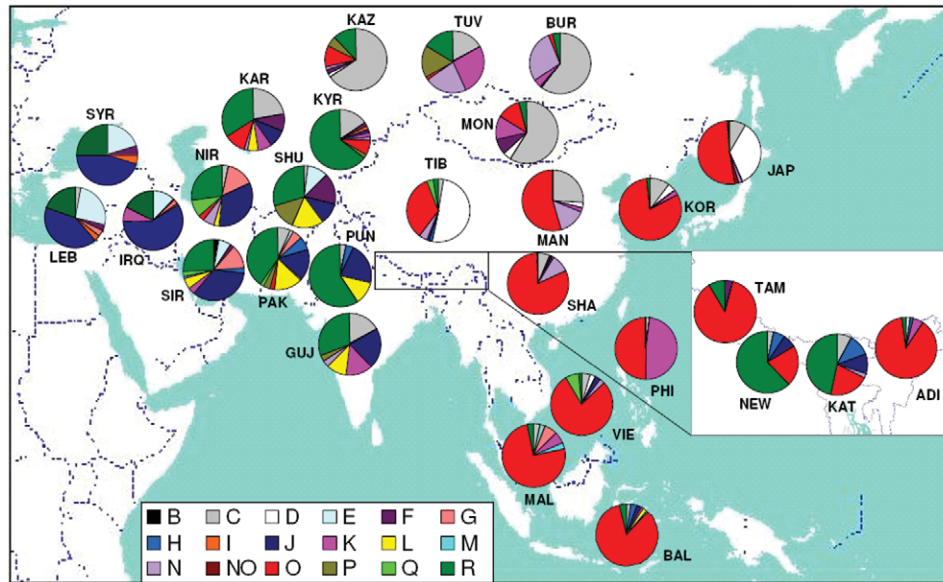 KAZ TUV BUR
KAR
KYR
SYR
MON
NIR SHU
TIB
JAP
KOR
MAN
LEB IRQ
PUN
SIR PAK
SHA
TAM
GUJ
PHI
NEW KAT ADI
VIE
MAL
BAL
B C D E F G
H I J K L M
N NO O P Q R